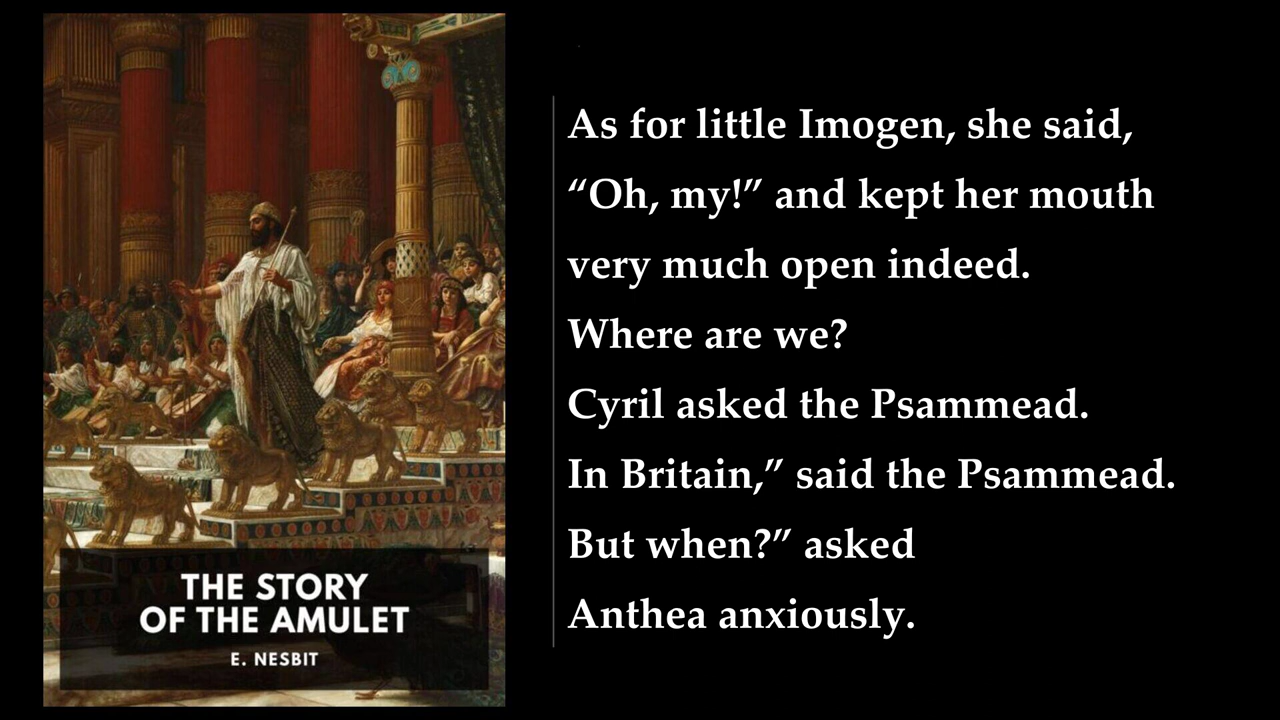 THE STORY
OF THE AMULET
E. NESBIT
As for little Imogen, she said,
“Oh, my!” and kept her mouth
very much open indeed.
Where are we?
Cyril asked the Psammead.
In Britain,” said the Psammead.
But when?” asked
Anthea anxiously.